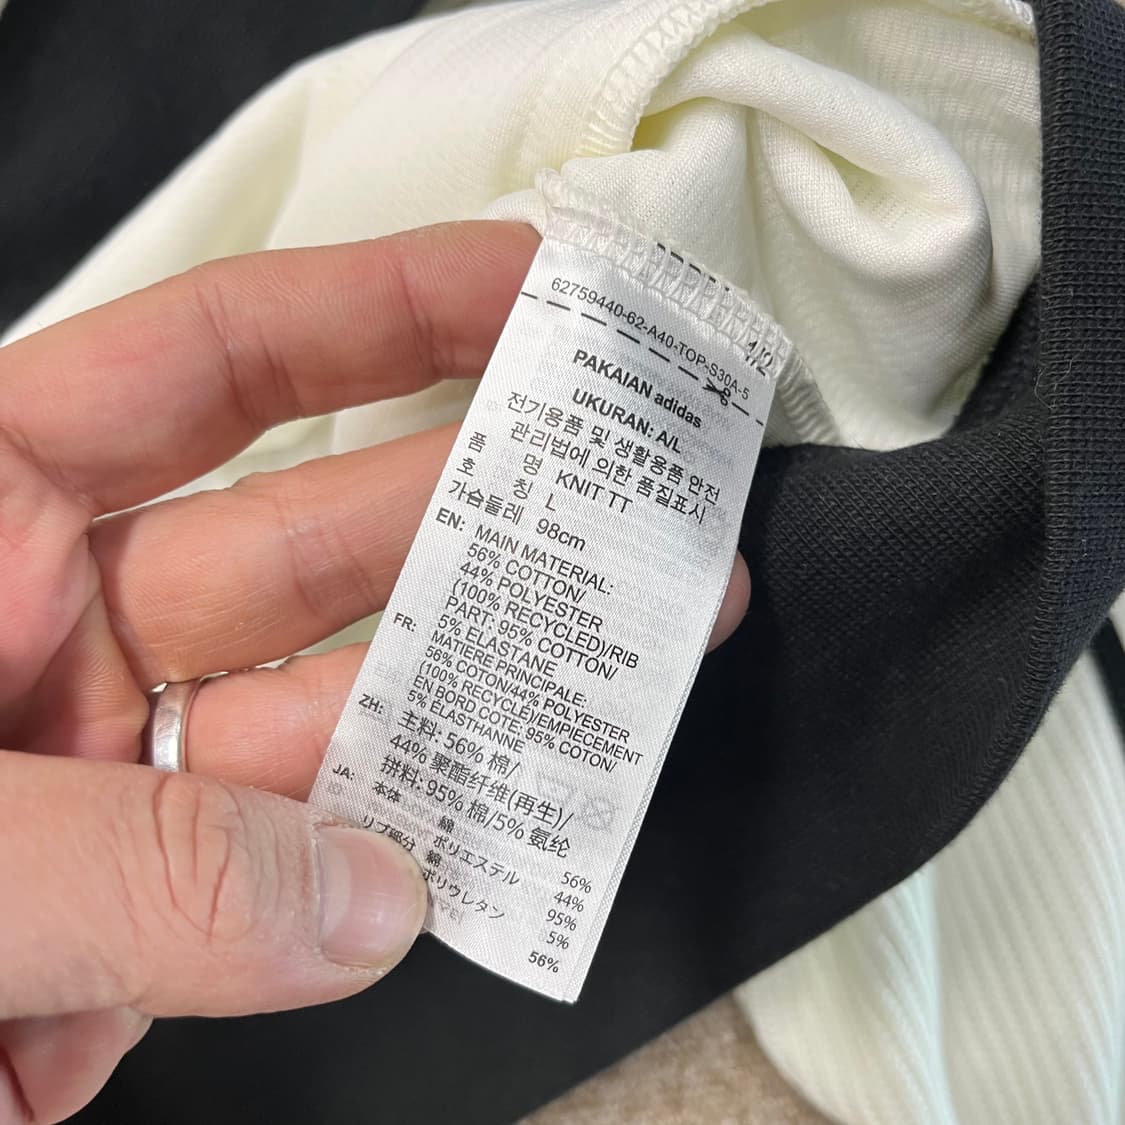 62759440-62-A40-TOP-S30A-5
1/2
PAKAIAN adidas
UKURAN: A/L
전기용품 및 생활용품 안전
관리법에 의한 품질표시
품 명 KNIT TT
호 칭 L
가슴둘레 98cm
EN: MAIN MATERIAL:
56% COTTON/
44% POLYESTER
(100% RECYCLED)/RIB
PART: 95% COTTON/
5% ELASTANE
FR: MATIERE PRINCIPALE:
56% COTON/44% POLYESTER
(100% RECYCLÉ)/EMPIECEMENT
EN BORD COTE: 95% COTON/
5% ÉLASTHANNE
ZH: 主料: 56% 棉/
44% 聚酯纤维(再生)/
拼料: 95% 棉/5% 氨纶
JA: 本体 綿 56%
ポリエステル 44%
リブ部分 綿 95%
ポリウレタン 5%
56%